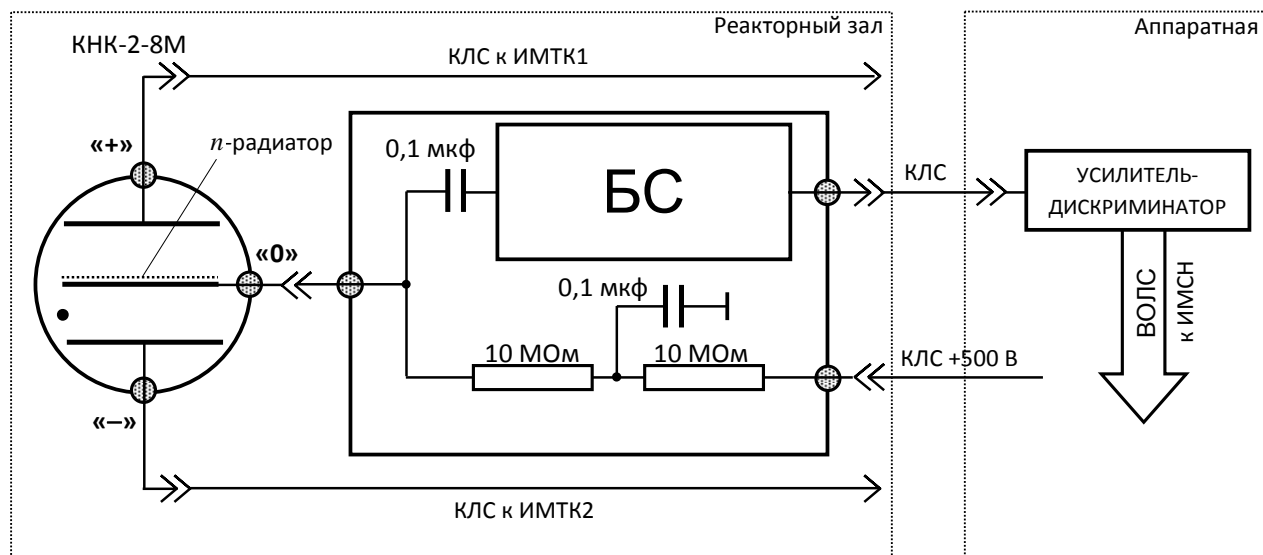 Реакторный зал
Аппаратная
КНК-2-8М
КЛС к ИМТК1
«+»
n-радиатор
0,1 мкф
БС
КЛС
УСИЛИТЕЛЬ-
ДИСКРИМИНАТОР
«0»
0,1 мкф
ВОЛС
к ИМСН
10 МОм
10 МОм
КЛС +500 В
«–»
КЛС к ИМТК2